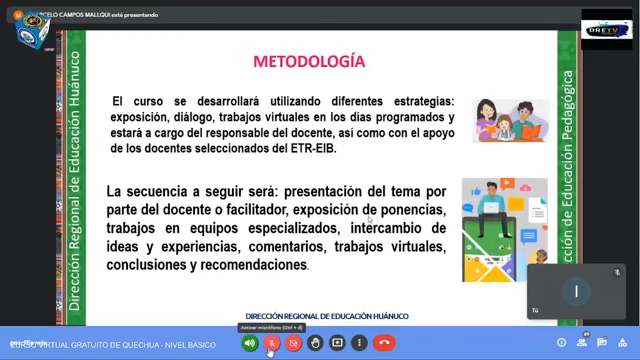 MARCELO CAMPOS MALLQUI está presentando
DRETV
METODOLOGÍA
El curso se desarrollará utilizando diferentes estrategias:
exposición, diálogo, trabajos virtuales en los días programados y
estará a cargo del responsable del docente, así como con el apoyo
de los docentes seleccionados del ETR-EIB.
La secuencia a seguir será: presentación del tema por
parte del docente o facilitador, exposición de ponencias,
trabajos en equipos especializados, intercambio de
ideas y experiencias, comentarios, trabajos virtuales,
conclusiones y recomendaciones.
Dirección Regional de Educación Huánuco
Dirección de Educación Pedagógica
DIRECCIÓN REGIONAL DE EDUCACIÓN HUÁNUCO
I
Tú
Activar micrófono (Ctrl + d)
CURSO VIRTUAL GRATUITO DE QUECHUA - NIVEL BÁSICO